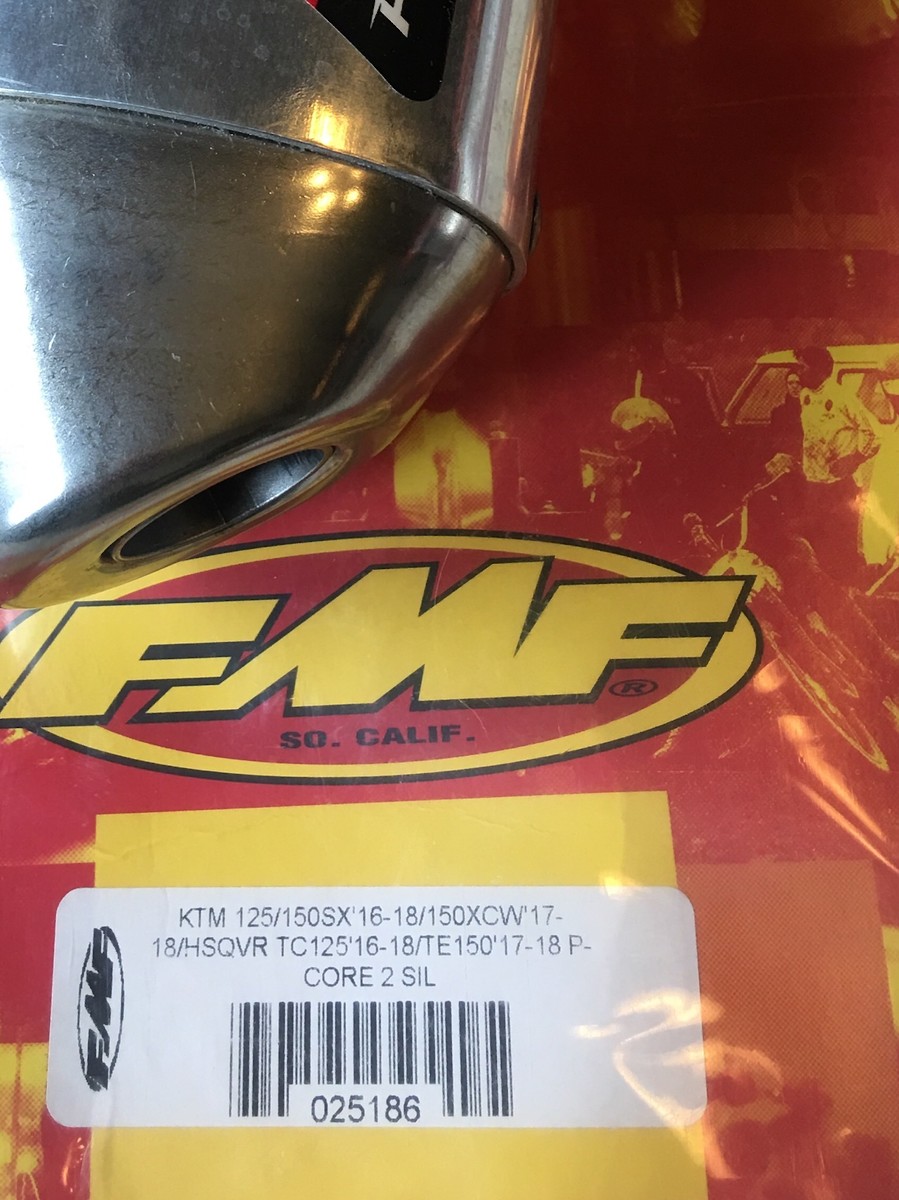 FMF
®
SO. CALIF.
KTM 125/150SX'16-18/150XCW'17-
18/HSQVR TC125'16-18/TE150'17-18 P-
CORE 2 SIL
FMF
025186